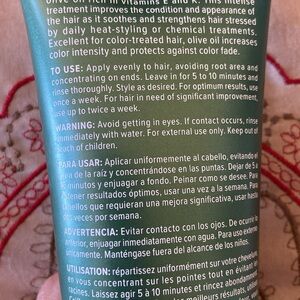 Olive oil rich in Vitamins E and K. This intense
treatment improves the condition and appearance of
the hair as it soothes and strengthens hair stressed
by daily heat-styling or chemical treatments.
Excellent for color-treated hair, olive oil increases
color intensity and protects against color fade.
TO USE: Apply evenly to hair, avoiding root area and
concentrating on ends. Leave in for 5 to 10 minutes and
rinse thoroughly. Style as desired. For optimum results, use
once a week. For hair in need of significant improvement,
use up to twice a week.
WARNING: Avoid getting in eyes. If contact occurs, rinse
immediately with water. For external use only. Keep out
reach of children.
PARA USAR: Aplicar uniformemente al cabello, evitando el
área de la raíz y concentrándose en las puntas. Dejar de 5 a
10 minutos y enjuagar a fondo. Peinar como se desea. Para
obtener resultados óptimos, usar una vez a la semana. Para
cabellos que requieran una mejora significativa, usar hasta
dos veces por semana.
ADVERTENCIA: Evitar contacto con los ojos. De ocurrir lo
anterior, enjuagar inmediatamente con agua. Para uso externo
únicamente. Manténgase fuera del alcance de los niños.
UTILISATION: répartissez uniformément sur votre chevelure
en vous concentrant sur les pointes tout en évitant les
racines. Laissez agir 5 à 10 minutes et rincez abondamment